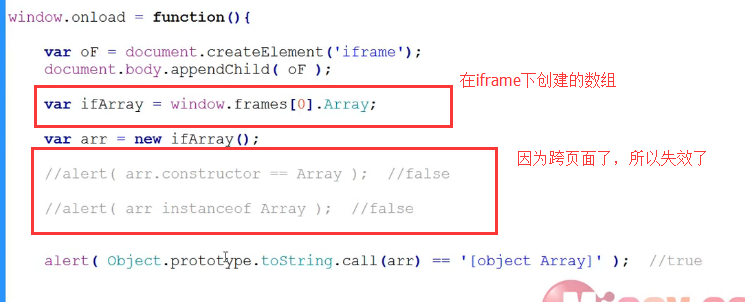 window.onload = function(){
var oF = document.createElement('iframe');
document.body.appendChild( oF );
在iframe下创建的数组
var ifArray = window.frames[0].Array;
var arr = new ifArray();
因为跨页面了，所以失效了
//alert( arr.constructor == Array ); //false
//alert( arr instanceof Array ); //false
alert( Object.prototype.toString.call(arr) == '[object Array]' ); //true